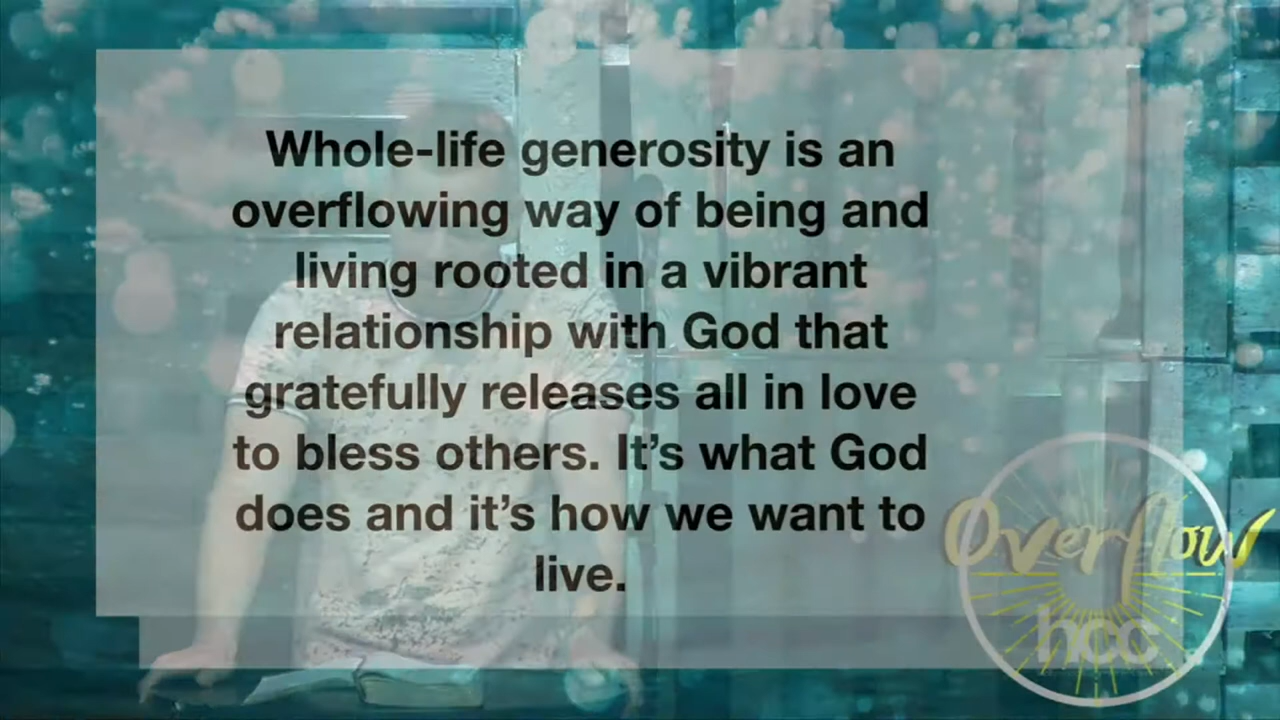 Whole-life generosity is an
overflowing way of being and
living rooted in a vibrant
relationship with God that
gratefully releases all in love
to bless others. It’s what God
does and it’s how we want to
live.
Overflow
hcc